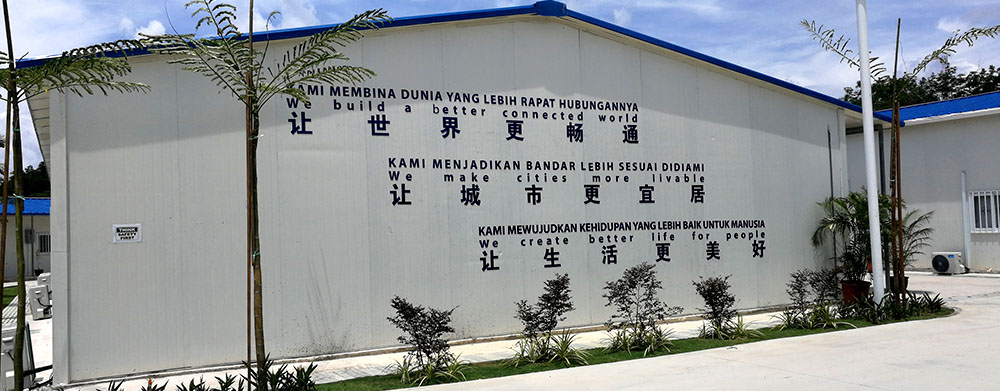 KAMI MEMBINA DUNIA YANG LEBIH RAPAT HUBUNGANNYA
We build a better connected world
让世界更畅通
KAMI MENJADIKAN BANDAR LEBIH SESUAI DIDIAMI
We make cities more livable
让城市更宜居
KAMI MEWUJUDKAN KEHIDUPAN YANG LEBIH BAIK UNTUK MANUSIA
We create better life for people
让生活更美好
THINK
SAFETY
FIRST